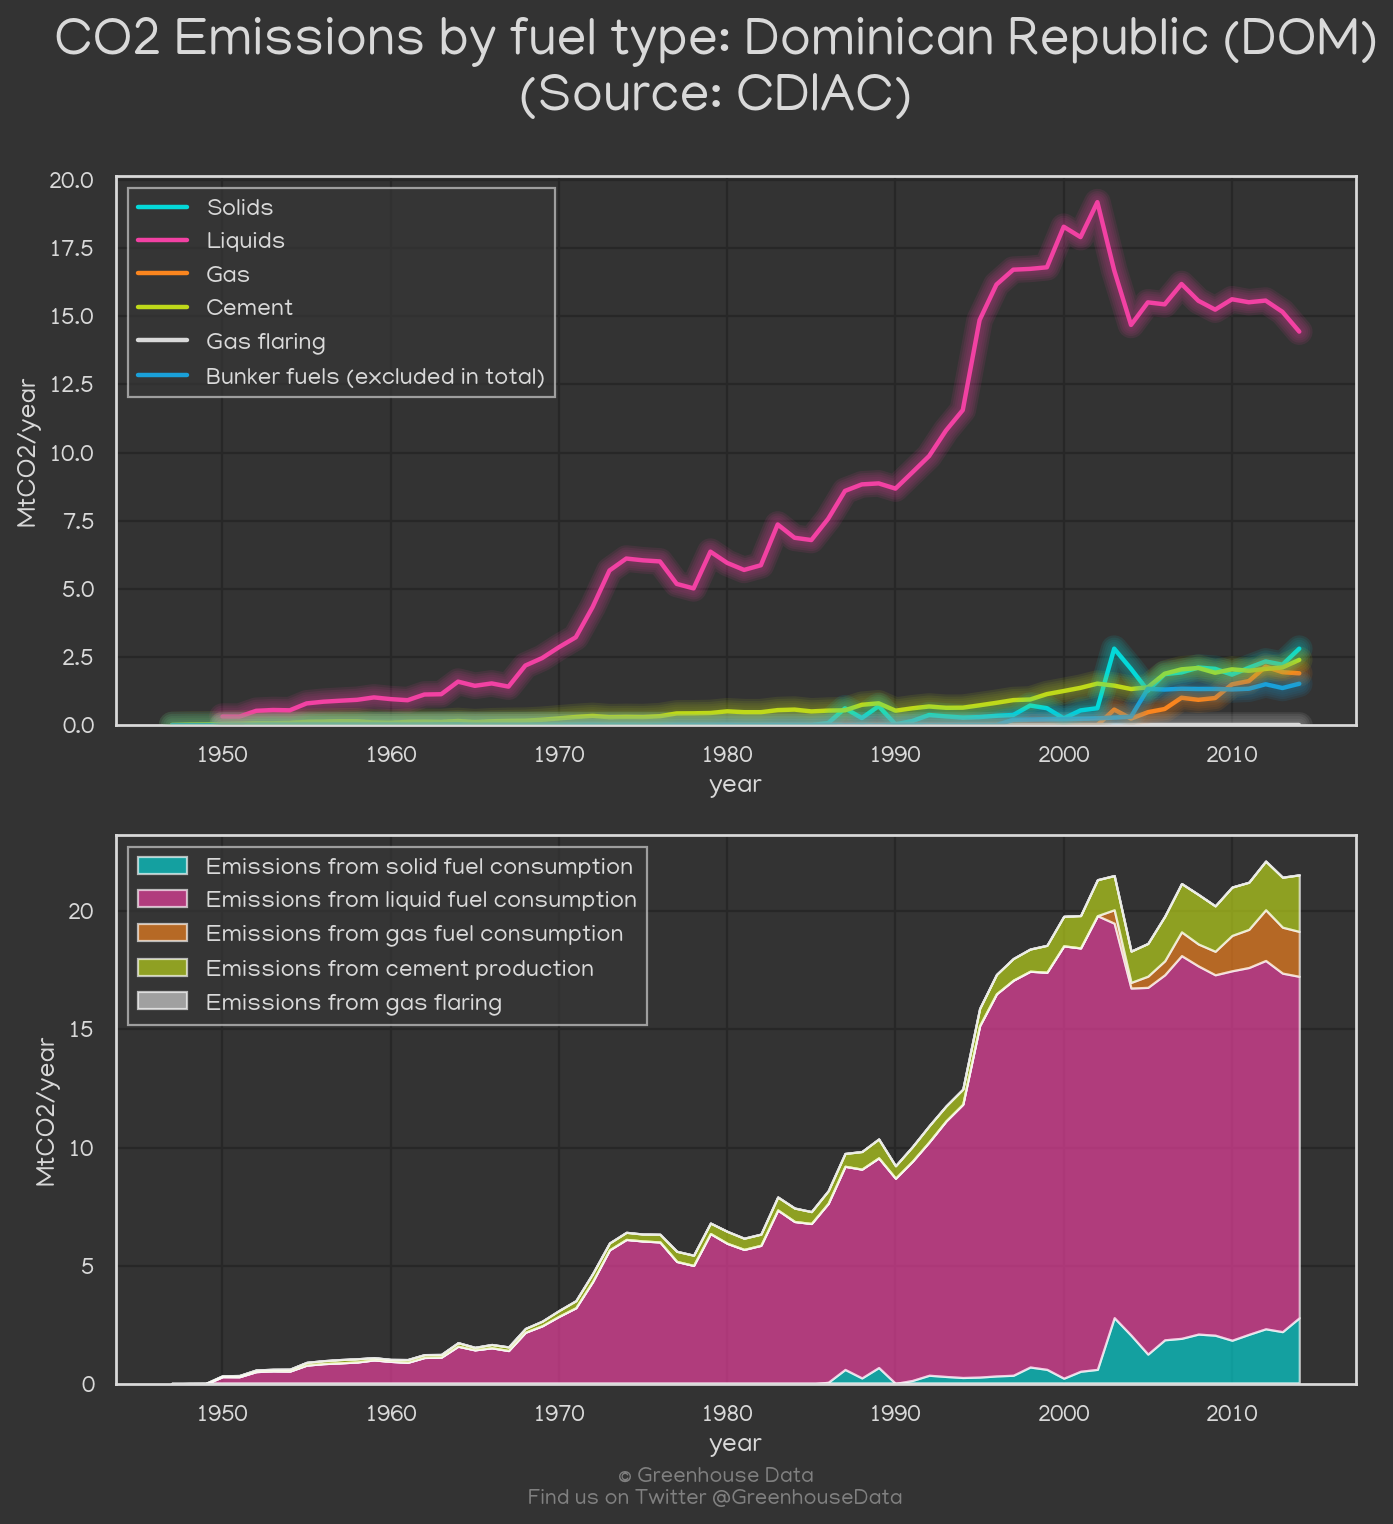 CO2 Emissions by fuel type: Dominican Republic (DOM)
(Source: CDIAC)
20.0
17.5
15.0
12.5
10.0
7.5
5.0
2.5
0.0
MtCO2/year
Solids
Liquids
Gas
Cement
Gas flaring
Bunker fuels (excluded in total)
1950 1960 1970 1980 1990 2000 2010
year
20
15
10
5
0
MtCO2/year
Emissions from solid fuel consumption
Emissions from liquid fuel consumption
Emissions from gas fuel consumption
Emissions from cement production
Emissions from gas flaring
1950 1960 1970 1980 1990 2000 2010
year
© Greenhouse Data
Find us on Twitter @GreenhouseData